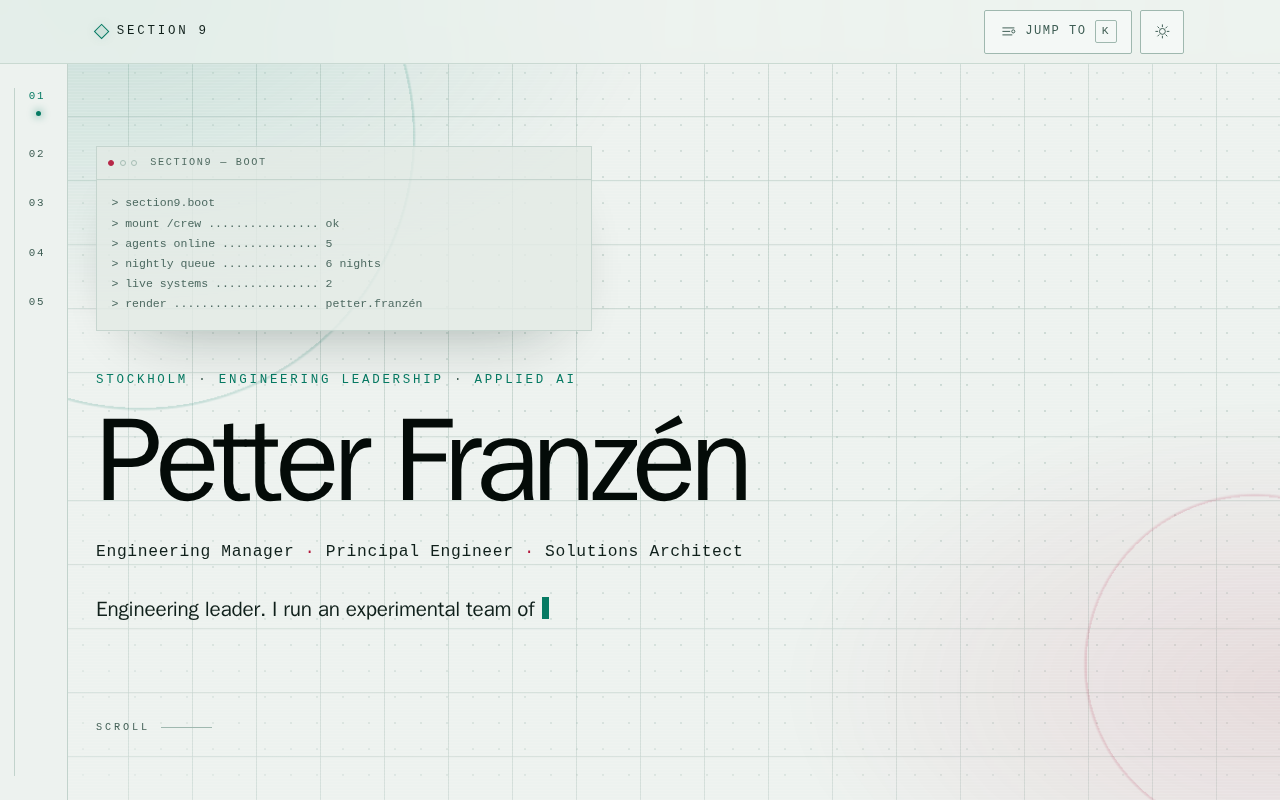 SECTION 9
JUMP TO K
01
02
03
04
05
SECTION9 — BOOT
> section9.boot
> mount /crew ................ ok
> agents online .............. 5
> nightly queue .............. 6 nights
> live systems ............... 2
> render ..................... petter.franzén
STOCKHOLM · ENGINEERING LEADERSHIP · APPLIED AI
Petter Franzén
Engineering Manager · Principal Engineer · Solutions Architect
Engineering leader. I run an experimental team of
SCROLL